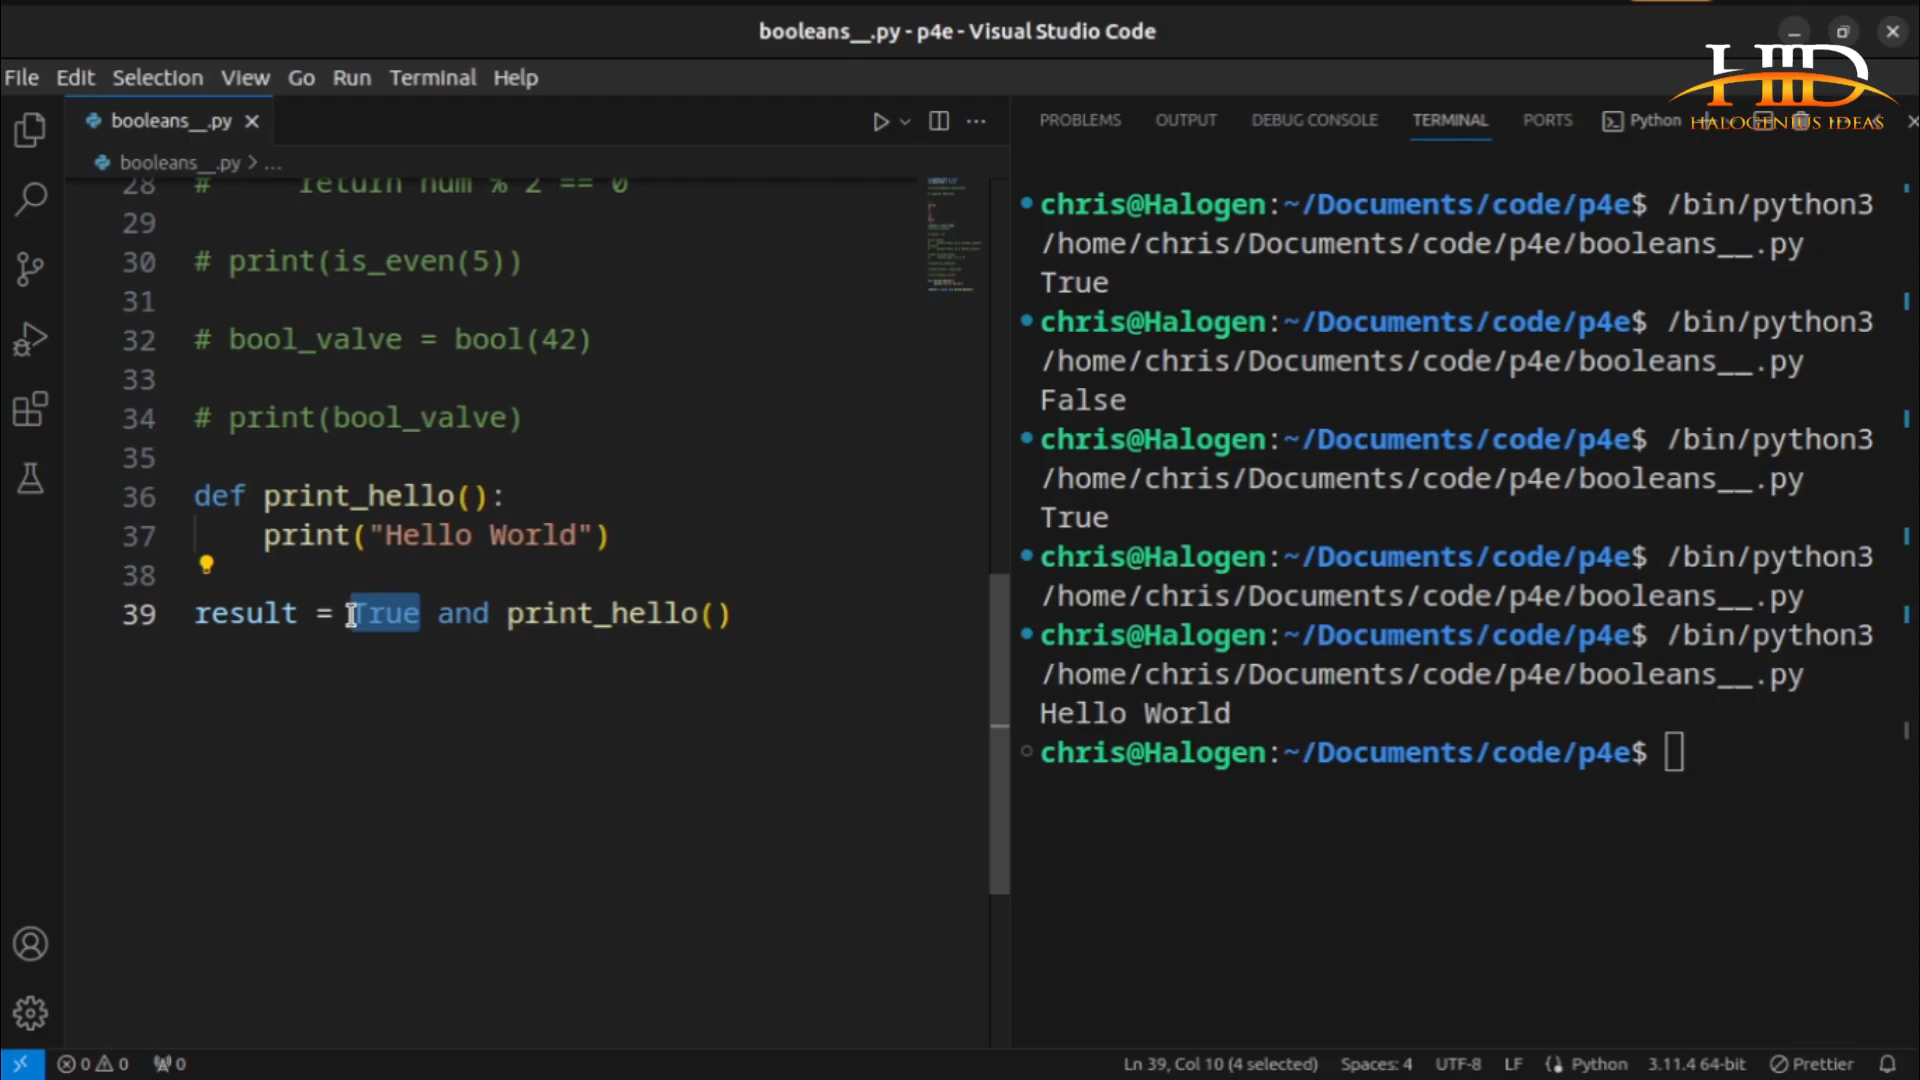 booleans__.py - p4e - Visual Studio Code
File Edit Selection View Go Run Terminal Help
HID
HALOGENIUS IDEAS
booleans__.py
PROBLEMS OUTPUT DEBUG CONSOLE TERMINAL PORTS Python
booleans__.py > ...
28 # return num % 2 == 0
29
30 # print(is_even(5))
31
32 # bool_valve = bool(42)
33
34 # print(bool_valve)
35
36 def print_hello():
37 print("Hello World")
38
39 result = True and print_hello()
chris@Halogen:~/Documents/code/p4e$ /bin/python3
/home/chris/Documents/code/p4e/booleans__.py
True
chris@Halogen:~/Documents/code/p4e$ /bin/python3
/home/chris/Documents/code/p4e/booleans__.py
False
chris@Halogen:~/Documents/code/p4e$ /bin/python3
/home/chris/Documents/code/p4e/booleans__.py
True
chris@Halogen:~/Documents/code/p4e$ /bin/python3
/home/chris/Documents/code/p4e/booleans__.py
chris@Halogen:~/Documents/code/p4e$ /bin/python3
/home/chris/Documents/code/p4e/booleans__.py
Hello World
chris@Halogen:~/Documents/code/p4e$
0 0 0 Ln 39, Col 10 (4 selected) Spaces: 4 UTF-8 LF Python 3.11.4 64-bit Prettier